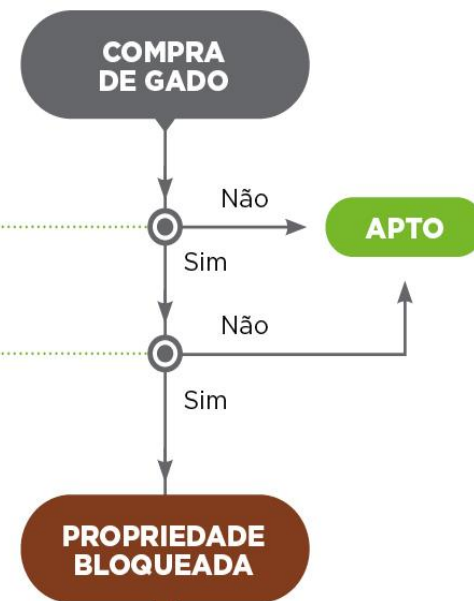 COMPRA
DE GADO
Não
APTO
Sim
Não
Sim
PROPRIEDADE
BLOQUEADA